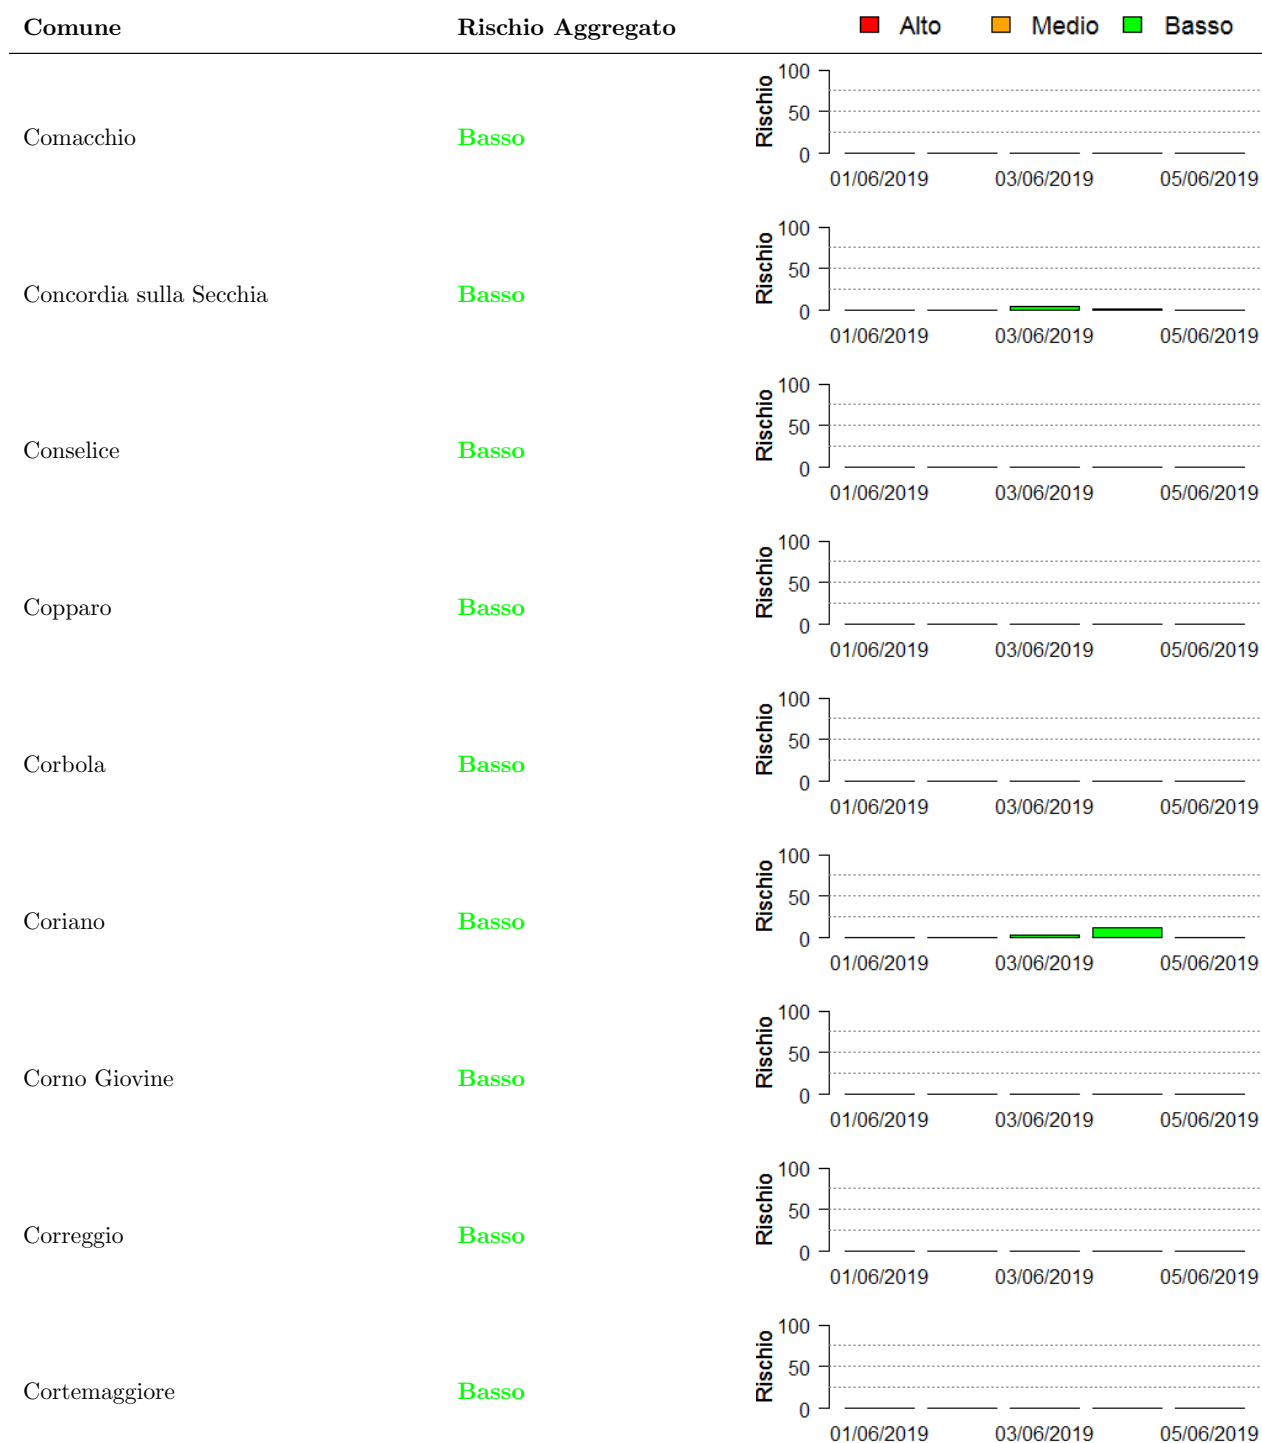 Comune Rischio Aggregato Alto Medio Basso
100
Rischio
50
Comacchio Basso
0
01/06/2019 03/06/2019 05/06/2019
100
Rischio
50
Concordia sulla Secchia Basso
0
01/06/2019 03/06/2019 05/06/2019
100
Rischio
50
Conselice Basso
0
01/06/2019 03/06/2019 05/06/2019
100
Rischio
50
Copparo Basso
0
01/06/2019 03/06/2019 05/06/2019
100
Rischio
50
Corbola Basso
0
01/06/2019 03/06/2019 05/06/2019
100
Rischio
50
Coriano Basso
0
01/06/2019 03/06/2019 05/06/2019
100
Rischio
50
Corno Giovine Basso
0
01/06/2019 03/06/2019 05/06/2019
100
Rischio
50
Correggio Basso
0
01/06/2019 03/06/2019 05/06/2019
100
Rischio
50
Cortemaggiore Basso
0
01/06/2019 03/06/2019 05/06/2019